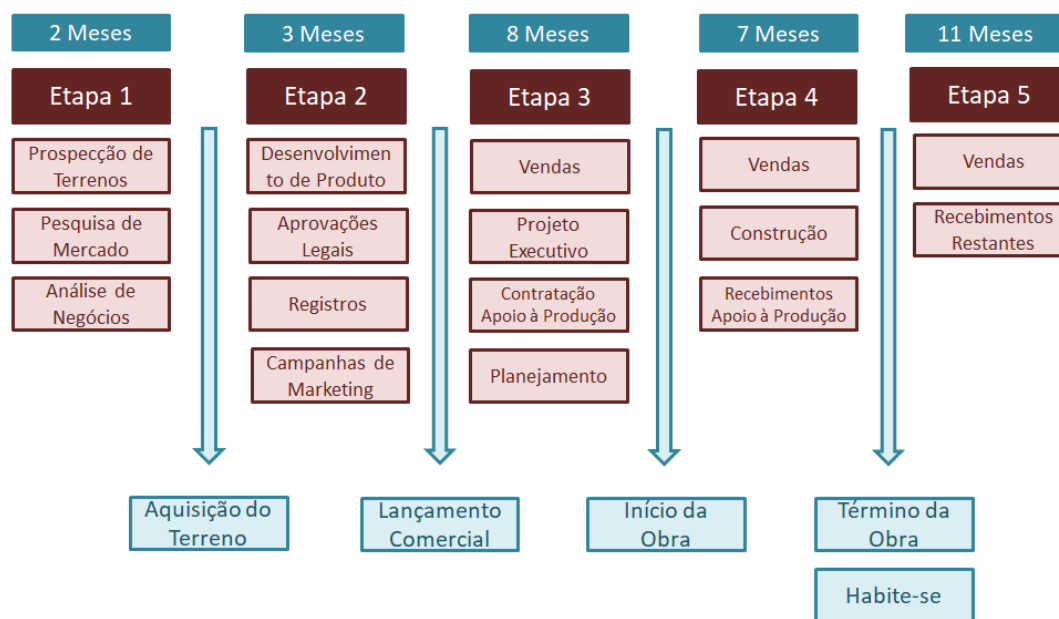 2 Meses
Etapa 1
Prospecção de
Terrenos
Pesquisa de
Mercado
Análise de
Negócios
3 Meses
Etapa 2
Desenvolvimen
to de Produto
Aprovações
Legais
Registros
Campanhas de
Marketing
8 Meses
Etapa 3
Vendas
Projeto
Executivo
Contratação
Apoio à Produção
Planejamento
7 Meses
Etapa 4
Vendas
Construção
Recebimentos
Apoio à Produção
11 Meses
Etapa 5
Vendas
Recebimentos
Restantes
Aquisição do
Terreno
Lançamento
Comercial
Início da
Obra
Término da
Obra
Habite-se